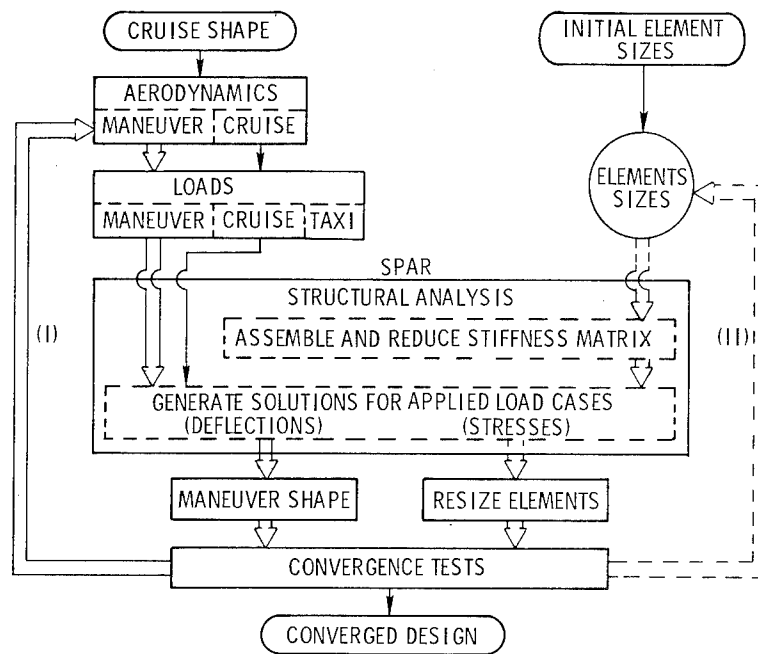 CRUISE SHAPE
INITIAL ELEMENT
SIZES
AERODYNAMICS
MANEUVER CRUISE
ELEMENTS
SIZES
LOADS
MANEUVER CRUISE TAXI
SPAR
STRUCTURAL ANALYSIS
(I)
ASSEMBLE AND REDUCE STIFFNESS MATRIX
(II)
GENERATE SOLUTIONS FOR APPLIED LOAD CASES
(DEFLECTIONS) (STRESSES)
MANEUVER SHAPE
RESIZE ELEMENTS
CONVERGENCE TESTS
CONVERGED DESIGN